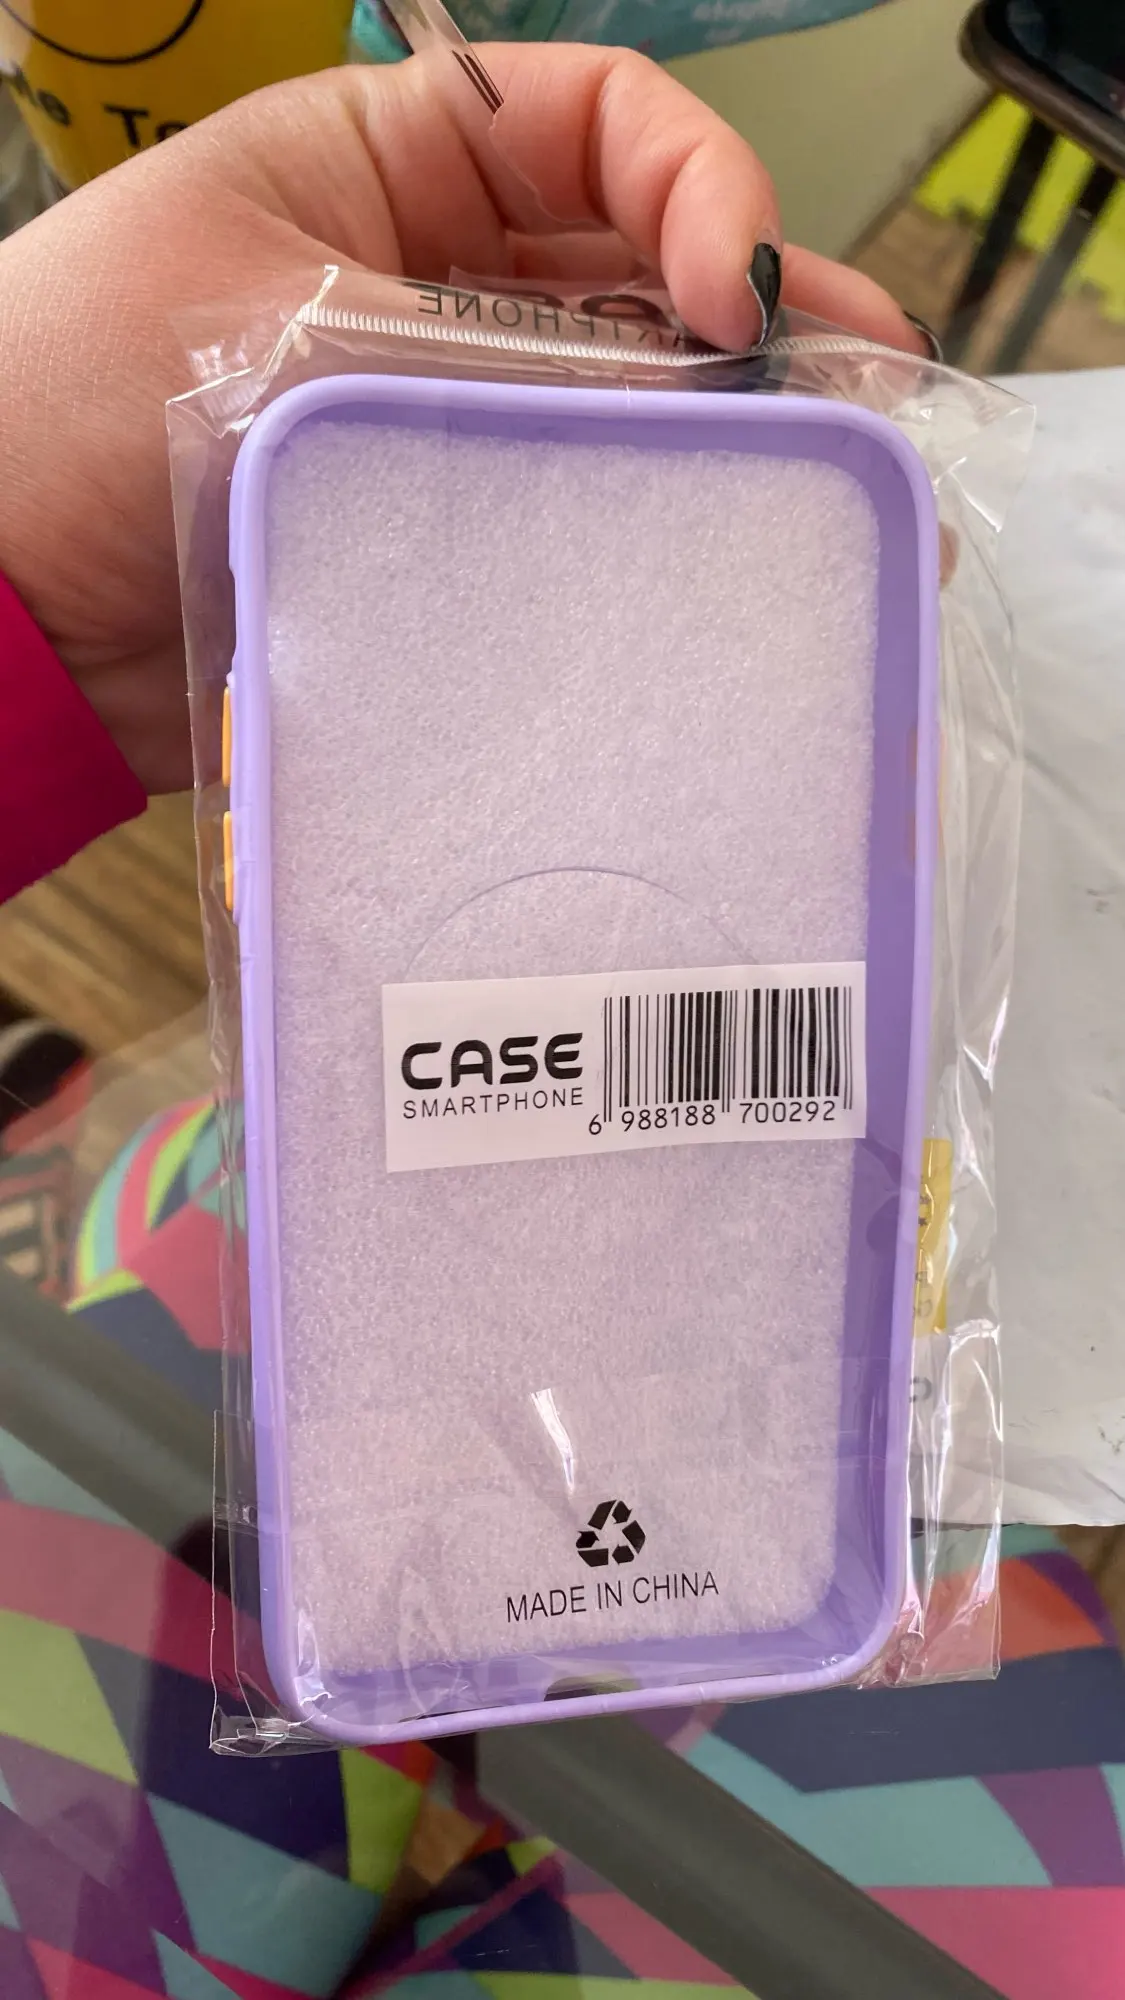 CASE
SMARTPHONE
6 988188 700292
MADE IN CHINA